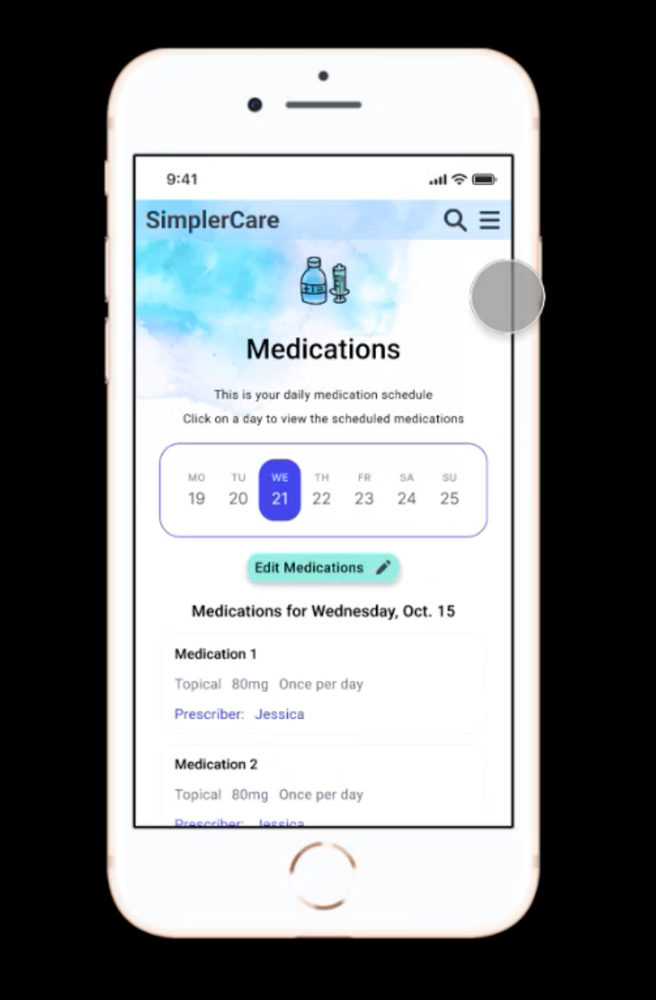 9:41
SimplerCare
Medications
This is your daily medication schedule
Click on a day to view the scheduled medications
MO TU WE TH FR SA SU
19 20 21 22 23 24 25
Edit Medications
Medications for Wednesday, Oct. 15
Medication 1
Topical 80mg Once per day
Prescriber: Jessica
Medication 2
Topical 80mg Once per day
Prescriber: Jessica